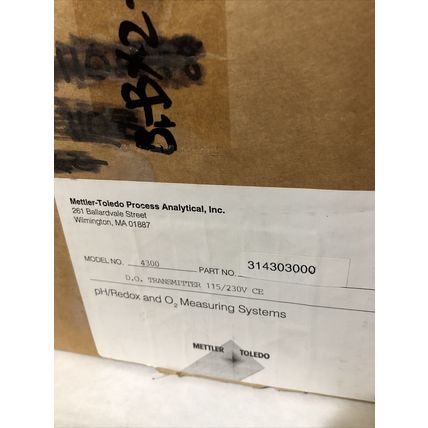 Mettler-Toledo Process Analytical, Inc.
261 Ballardvale Street
Wilmington, MA 01887
MODEL NO. 4300 PART NO. 314303000
D.O. TRANSMITTER 115/230V CE
pH/Redox and O₂ Measuring Systems
METTLER TOLEDO